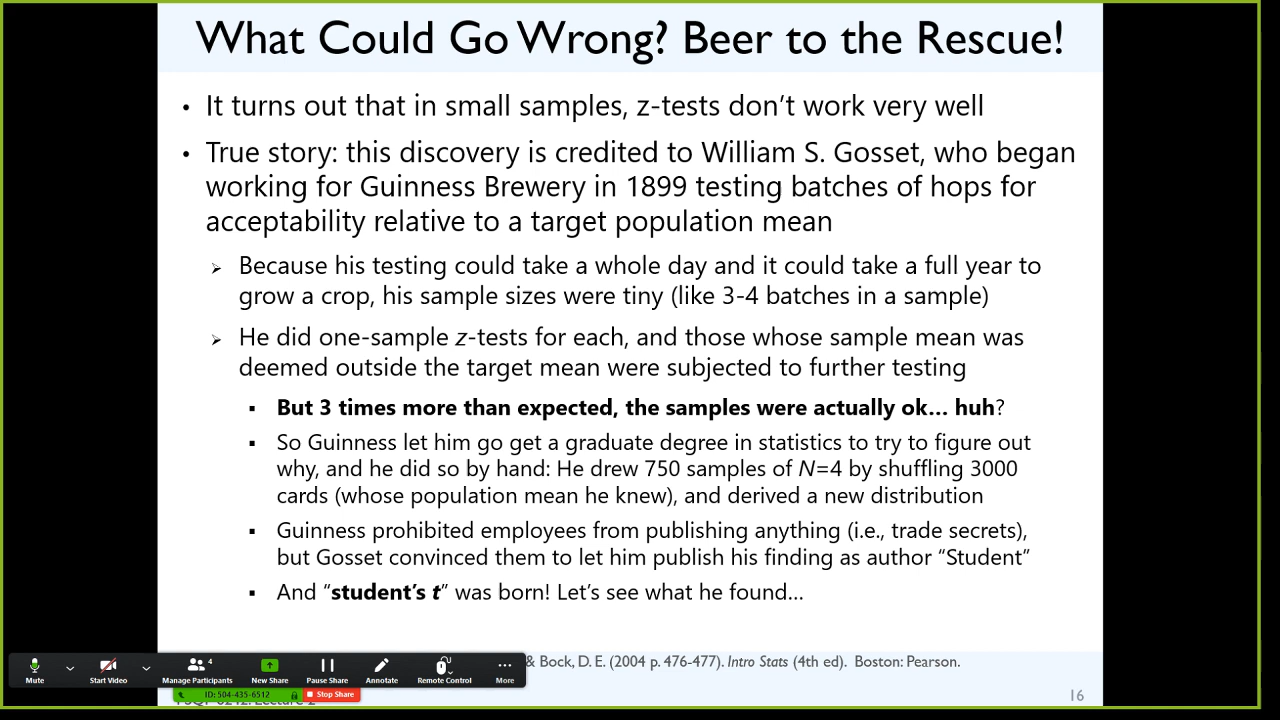 What Could Go Wrong? Beer to the Rescue!
• It turns out that in small samples, z-tests don't work very well
• True story: this discovery is credited to William S. Gosset, who began
working for Guinness Brewery in 1899 testing batches of hops for
acceptability relative to a target population mean
➢ Because his testing could take a whole day and it could take a full year to
grow a crop, his sample sizes were tiny (like 3-4 batches in a sample)
➢ He did one-sample z-tests for each, and those whose sample mean was
deemed outside the target mean were subjected to further testing
▪ But 3 times more than expected, the samples were actually ok… huh?
▪ So Guinness let him go get a graduate degree in statistics to try to figure out
why, and he did so by hand: He drew 750 samples of N=4 by shuffling 3000
cards (whose population mean he knew), and derived a new distribution
▪ Guinness prohibited employees from publishing anything (i.e., trade secrets),
but Gosset convinced them to let him publish his finding as author "Student"
▪ And "student's t" was born! Let's see what he found…
& Bock, D. E. (2004 p. 476-477). Intro Stats (4th ed). Boston: Pearson.
4
Mute Start Video Manage Participants New Share Pause Share Annotate Remote Control More
ID: 504-435-6512 Stop Share
16